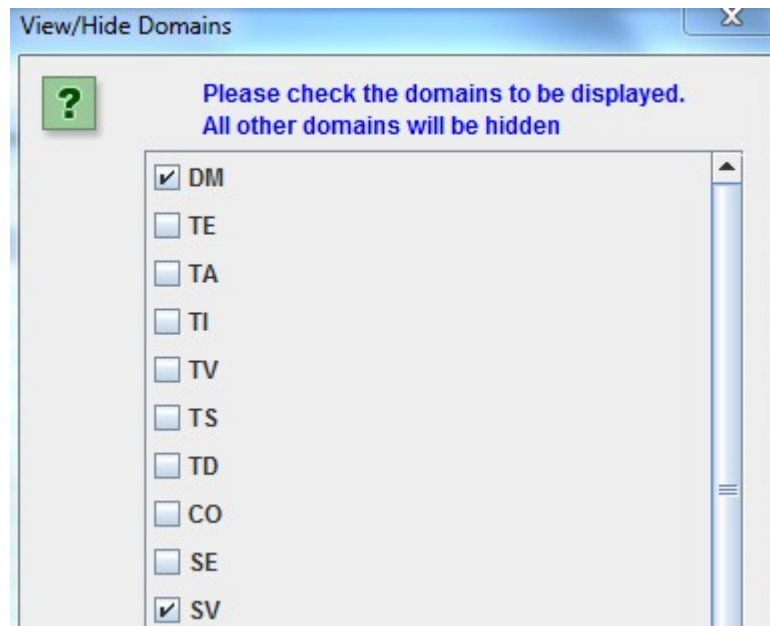 View/Hide Domains
Please check the domains to be displayed.
All other domains will be hidden
DM
TE
TA
TI
TV
TS
TD
CO
SE
SV